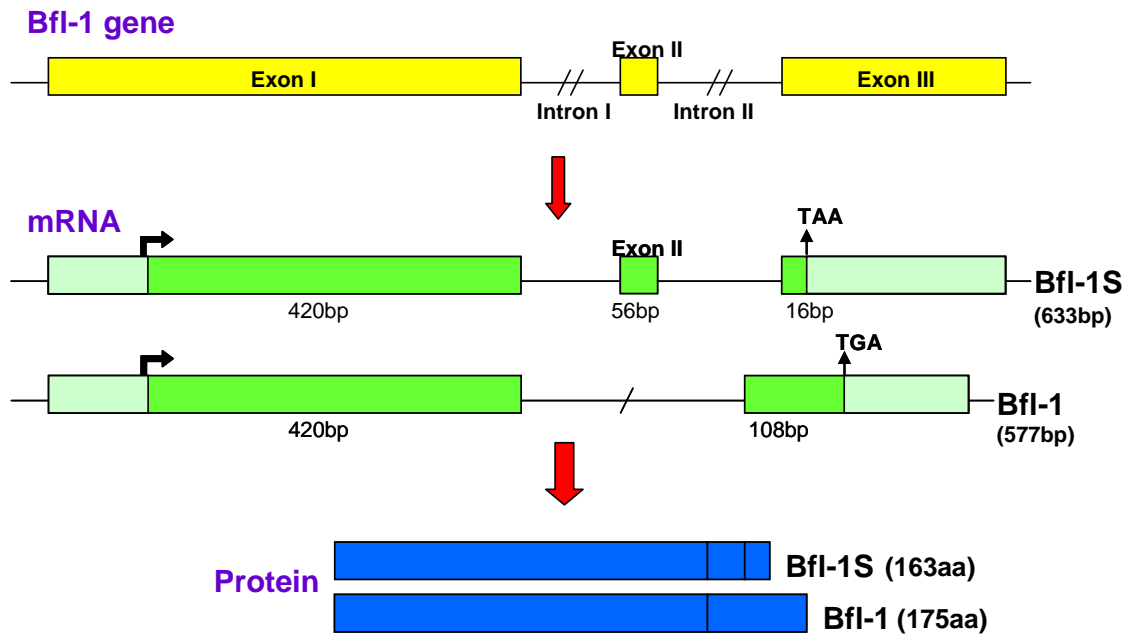 Bfl-1 gene
Exon I
Exon II
Exon III
Intron I
Intron II
mRNA
TAA
Exon II
Bfl-1S
(633bp)
420bp
56bp
16bp
TGA
Bfl-1
(577bp)
420bp
108bp
Protein
Bfl-1S (163aa)
Bfl-1 (175aa)